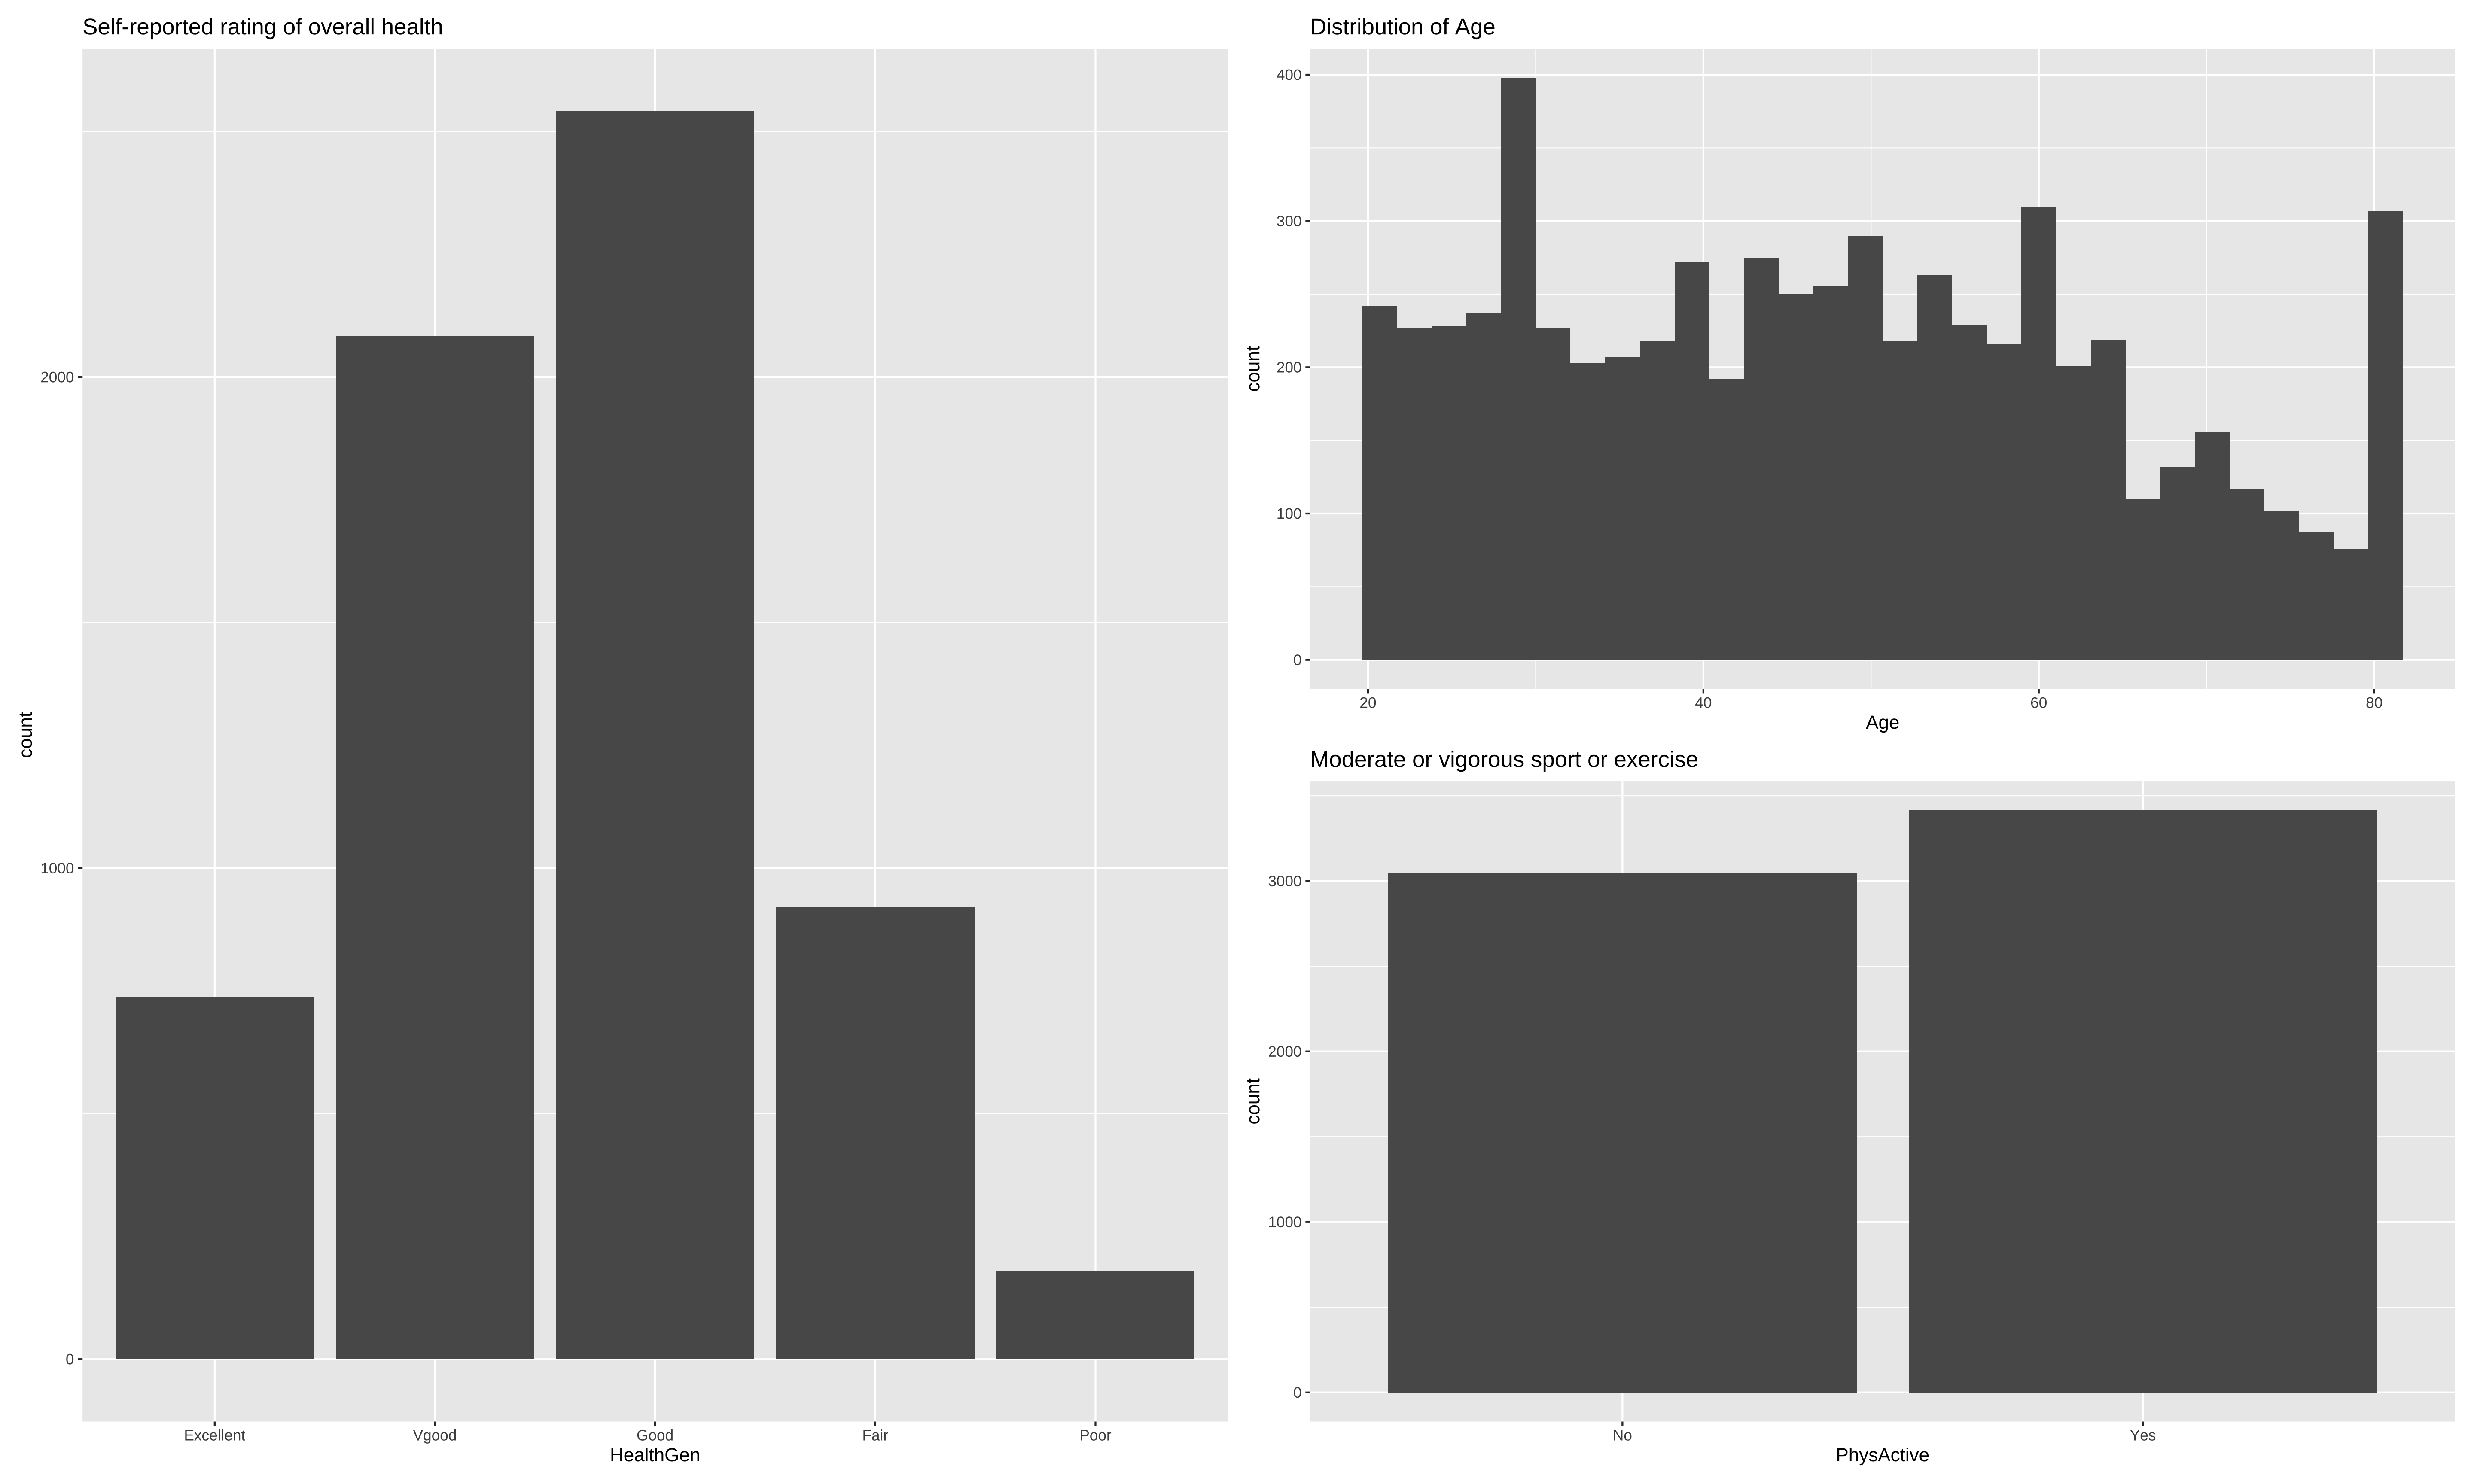 Self-reported rating of overall health
count
2000
1000
0
Excellent Vgood Good Fair Poor
HealthGen
Distribution of Age
count
400
300
200
100
0
20 40 60 80
Age
Moderate or vigorous sport or exercise
count
3000
2000
1000
0
No Yes
PhysActive